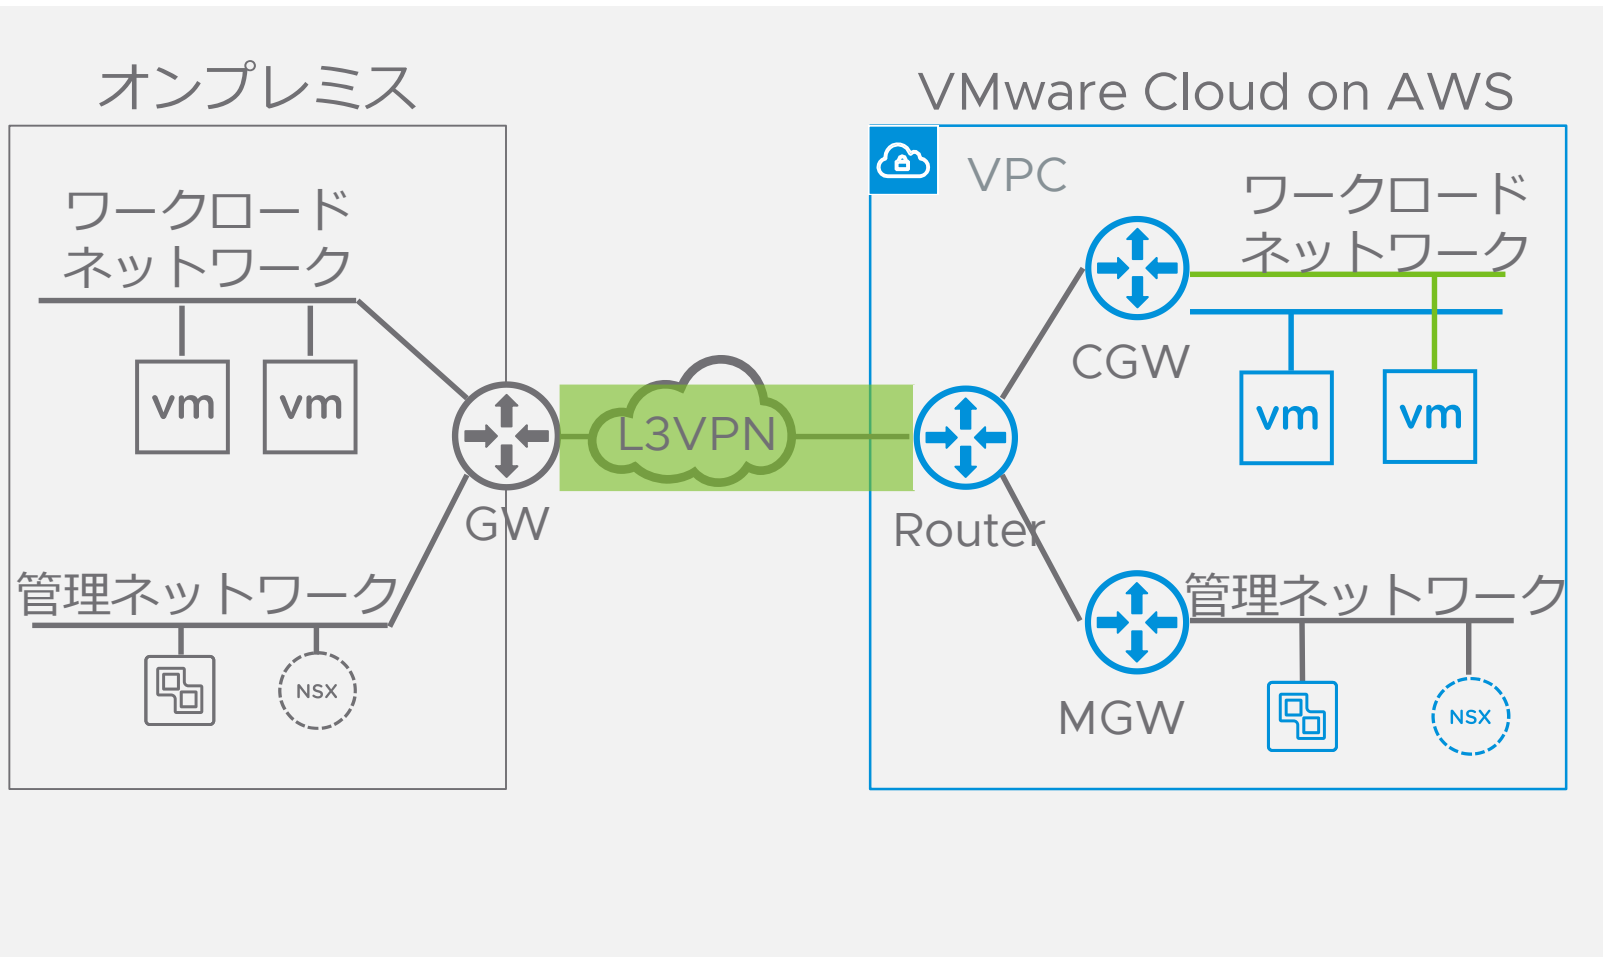 オンプレミス
VMware Cloud on AWS
VPC
ワークロード
ネットワーク
ワークロード
ネットワーク
vm
vm
CGW
vm
vm
L3VPN
GW
Router
管理ネットワーク
管理ネットワーク
NSX
MGW
NSX